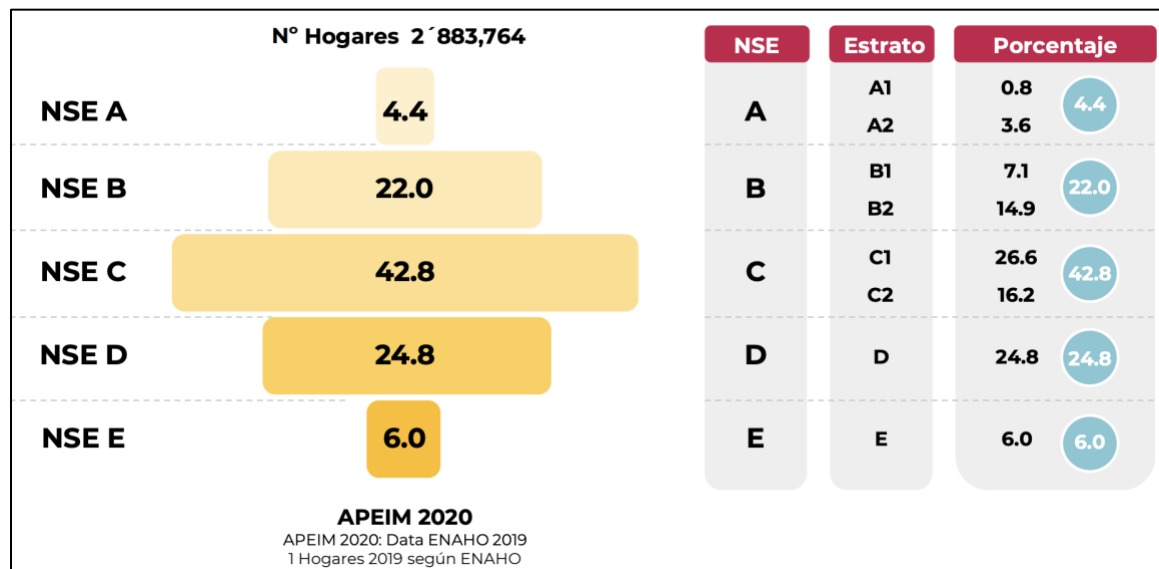 Nº Hogares 2´883,764
NSE A
4.4
NSE B
22.0
NSE C
42.8
NSE D
24.8
NSE E
6.0
APEIM 2020
APEIM 2020: Data ENAHO 2019
1 Hogares 2019 según ENAHO
NSE Estrato Porcentaje
A A1 0.8 4.4
A2 3.6
B B1 7.1 22.0
B2 14.9
C C1 26.6 42.8
C2 16.2
D D 24.8 24.8
E E 6.0 6.0